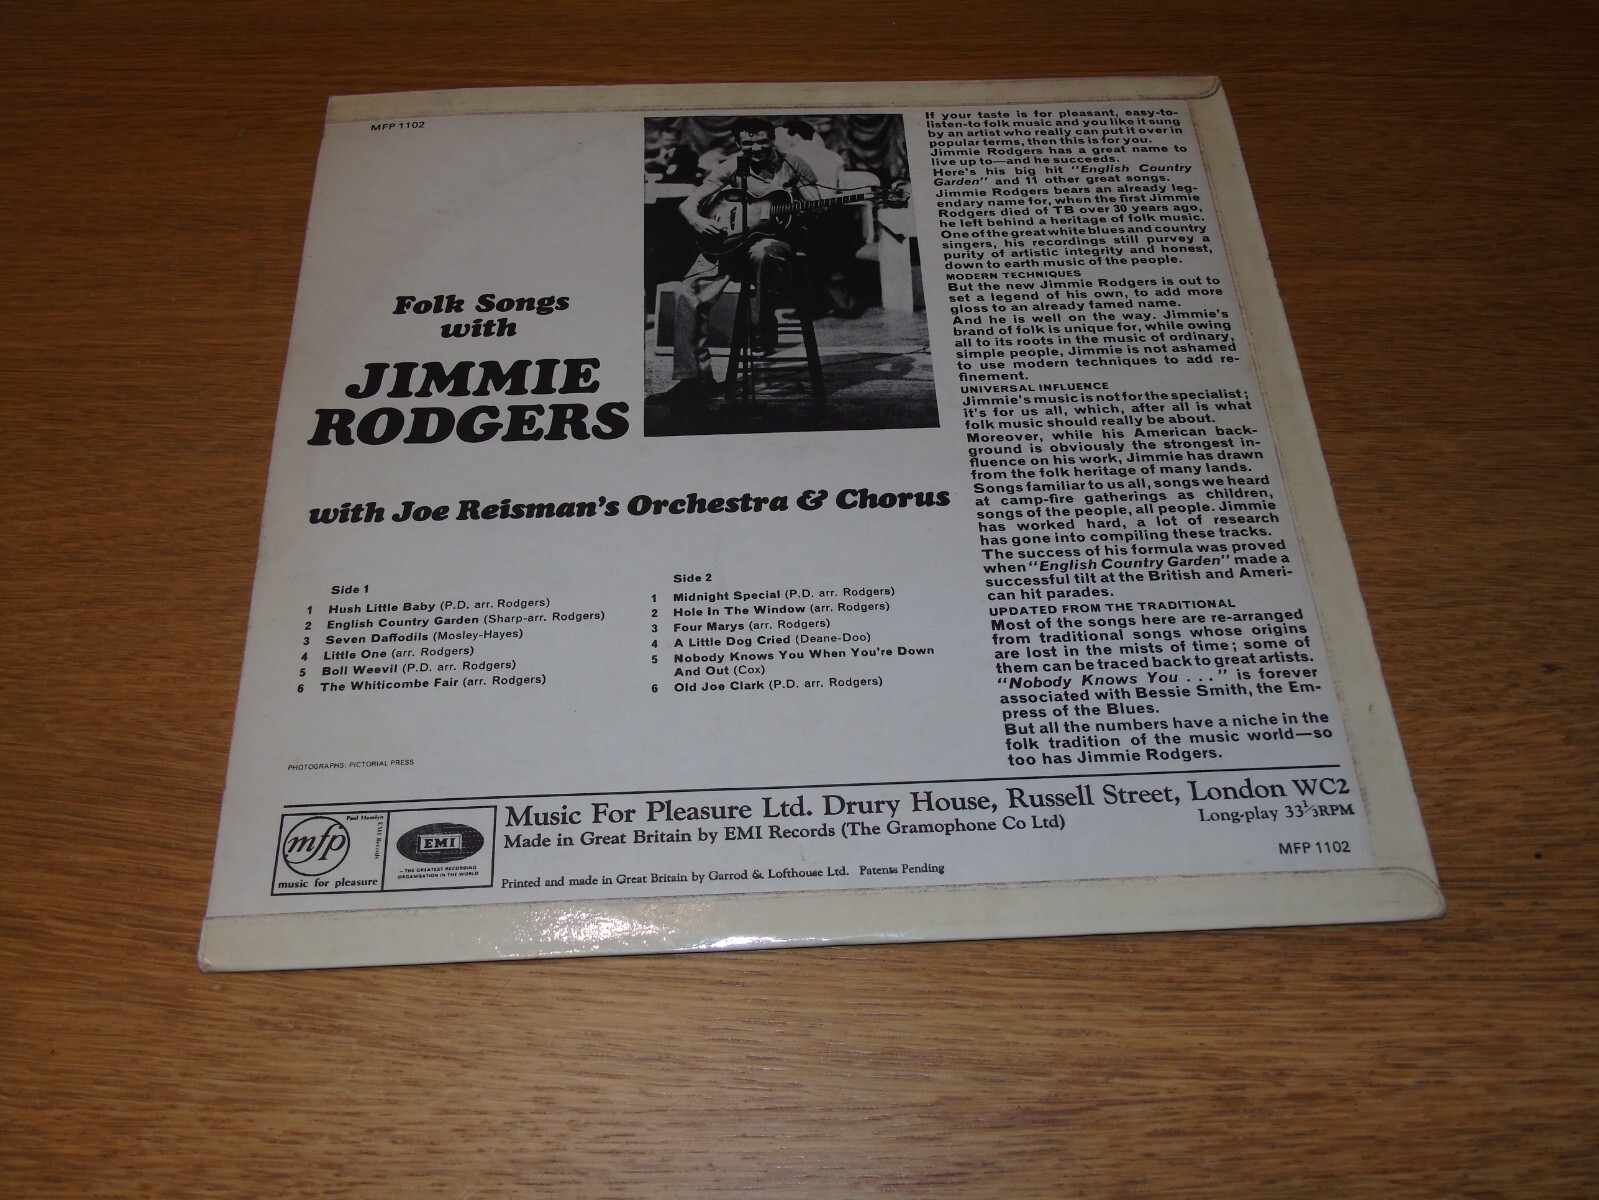 MFP 1102
Folk Songs
with
JIMMIE
RODGERS
with Joe Reisman's Orchestra & Chorus
Side 1
1 Hush Little Baby (P.D. arr. Rodgers)
2 English Country Garden (Sharp-arr. Rodgers)
3 Seven Daffodils (Mosley-Hayes)
4 Little One (arr. Rodgers)
5 Boll Weevil (P.D. arr. Rodgers)
6 The Whiticombe Fair (arr. Rodgers)
Side 2
1 Midnight Special (P.D. arr. Rodgers)
2 Hole In The Window (arr. Rodgers)
3 Four Marys (arr. Rodgers)
4 A Little Dog Cried (Deane-Doo)
5 Nobody Knows You When You're Down
And Out (Cox)
6 Old Joe Clark (P.D. arr. Rodgers)
PHOTOGRAPHS: PICTORIAL PRESS
If your taste is for pleasant, easy-to-
listen-to folk music and you like it sung
by an artist who really can put it over in
popular terms, then this is for you.
Jimmie Rodgers has a great name to
live up to—and he succeeds.
Here's his big hit "English Country
Garden" and 11 other great songs.
Jimmie Rodgers bears an already leg-
endary name for, when the first Jimmie
Rodgers died of TB over 30 years ago,
he left behind a heritage of folk music.
One of the great white blues and country
singers, his recordings still purvey a
purity of artistic integrity and honest,
down to earth music of the people.
MODERN TECHNIQUES
But the new Jimmie Rodgers is out to
set a legend of his own, to add more
gloss to an already famed name.
And he is well on the way. Jimmie's
brand of folk is unique for, while owing
all to its roots in the music of ordinary,
simple people, Jimmie is not ashamed
to use modern techniques to add re-
finement.
UNIVERSAL INFLUENCE
Jimmie's music is not for the specialist;
it's for us all, which, after all is what
folk music should really be about.
Moreover, while his American back-
ground is obviously the strongest in-
fluence on his work, Jimmie has drawn
from the folk heritage of many lands.
Songs familiar to us all, songs we heard
at camp-fire gatherings as children,
songs of the people, all people. Jimmie
has worked hard, a lot of research
has gone into compiling these tracks.
The success of his formula was proved
when "English Country Garden" made a
successful tilt at the British and Ameri-
can hit parades.
UPDATED FROM THE TRADITIONAL
Most of the songs here are re-arranged
from traditional songs whose origins
are lost in the mists of time; some of
them can be traced back to great artists.
"Nobody Knows You . . ." is forever
associated with Bessie Smith, the Em-
press of the Blues.
But all the numbers have a niche in the
folk tradition of the music world—so
too has Jimmie Rodgers.
mfp
Paul Hamlyn
EMI Records
music for pleasure
EMI
—THE GREATEST RECORDING
ORGANISATION IN THE WORLD
Music For Pleasure Ltd. Drury House, Russell Street, London WC2
Made in Great Britain by EMI Records (The Gramophone Co Ltd)
Long-play 33⅓RPM
MFP 1102
Printed and made in Great Britain by Garrod & Lofthouse Ltd. Patents Pending